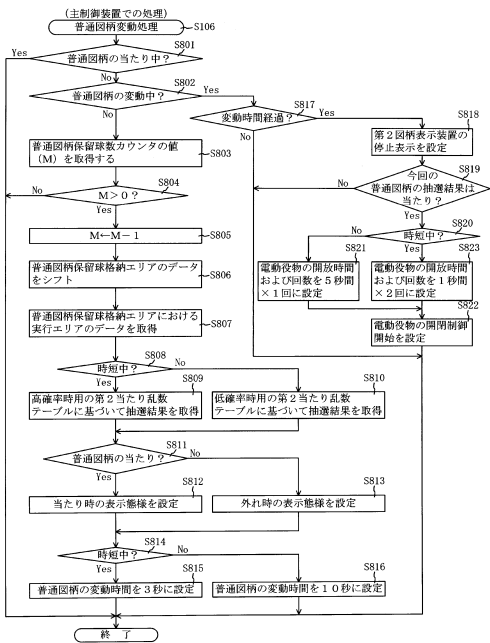 (主制御装置での処理)
普通図柄変動処理
S106
S801
Yes
普通図柄の当たり中？
No
S802
普通図柄の変動中？
Yes
No
S817
変動時間経過？
Yes
No
S818
第２図柄表示装置の
停止表示を設定
普通図柄保留球数カウンタの値
(M)を取得する
S803
S819
今回の
普通図柄の抽選結果は
当たり？
No
Yes
S804
M＞０？
No
Yes
S820
時短中？
No
Yes
M←M－１
S805
S821
電動役物の開放時間
および回数を５秒間
×１回に設定
S823
電動役物の開放時間
および回数を１秒間
×２回に設定
普通図柄保留球格納エリアのデータ
をシフト
S806
S822
電動役物の開閉制御
開始を設定
普通図柄保留球格納エリアにおける
実行エリアのデータを取得
S807
S808
時短中？
No
Yes
S809
高確率時用の第２当たり乱数
テーブルに基づいて抽選結果を取得
S810
低確率時用の第２当たり乱数
テーブルに基づいて抽選結果を取得
S811
普通図柄の当たり？
No
Yes
S812
当たり時の表示態様を設定
S813
外れ時の表示態様を設定
S814
時短中？
No
Yes
S815
普通図柄の変動時間を３秒に設定
S816
普通図柄の変動時間を１０秒に設定
終 了